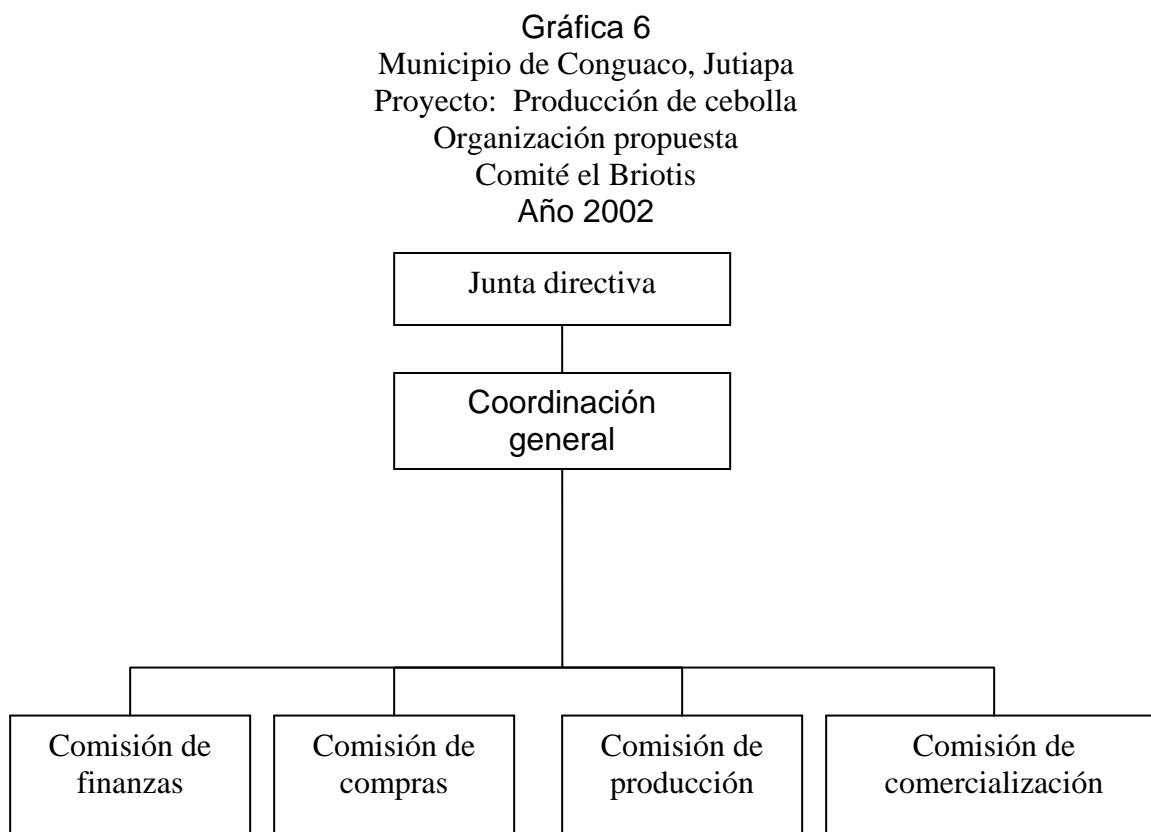 Gráfica 6
Municipio de Conguaco, Jutiapa
Proyecto:  Producción de cebolla
Organización propuesta
Comité el Briotis
Año 2002
Junta directiva
Coordinación
general
Comisión de
finanzas
Comisión de
compras
Comisión de
producción
Comisión de
comercialización